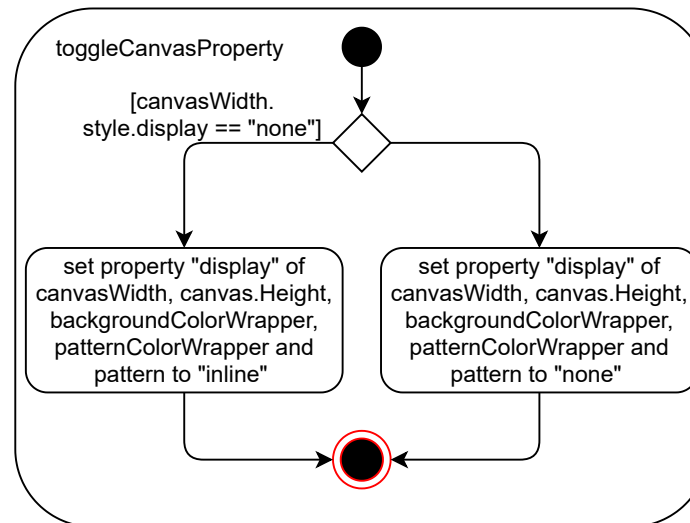 toggleCanvasProperty
[canvasWidth.
style.display == "none"]
set property "display" of
canvasWidth, canvas.Height,
backgroundColorWrapper,
patternColorWrapper and
pattern to "inline"
set property "display" of
canvasWidth, canvas.Height,
backgroundColorWrapper,
patternColorWrapper and
pattern to "none"